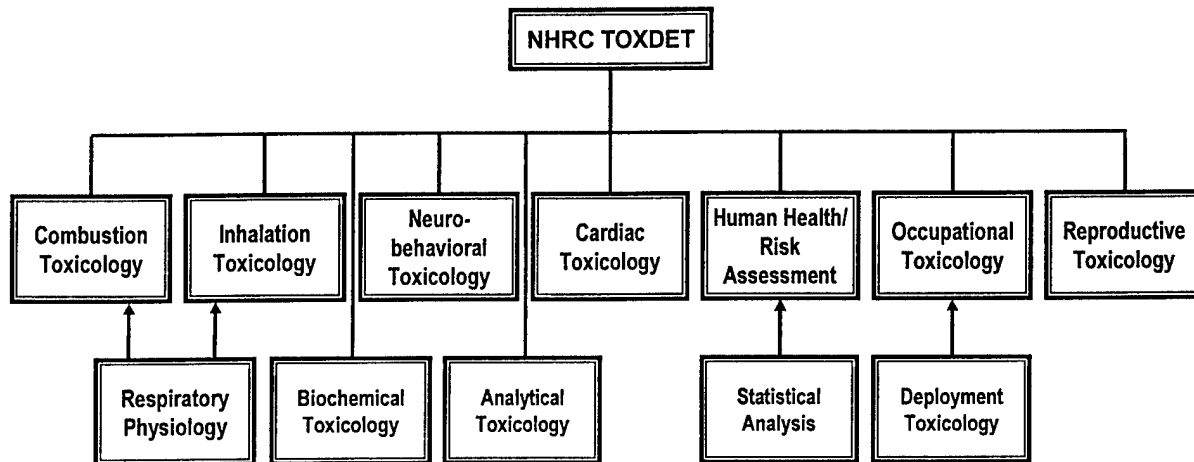 NHRC TOXDET
Combustion
Toxicology
Inhalation
Toxicology
Neuro-
behavioral
Toxicology
Cardiac
Toxicology
Human Health/
Risk
Assessment
Occupational
Toxicology
Reproductive
Toxicology
Respiratory
Physiology
Biochemical
Toxicology
Analytical
Toxicology
Statistical
Analysis
Deployment
Toxicology